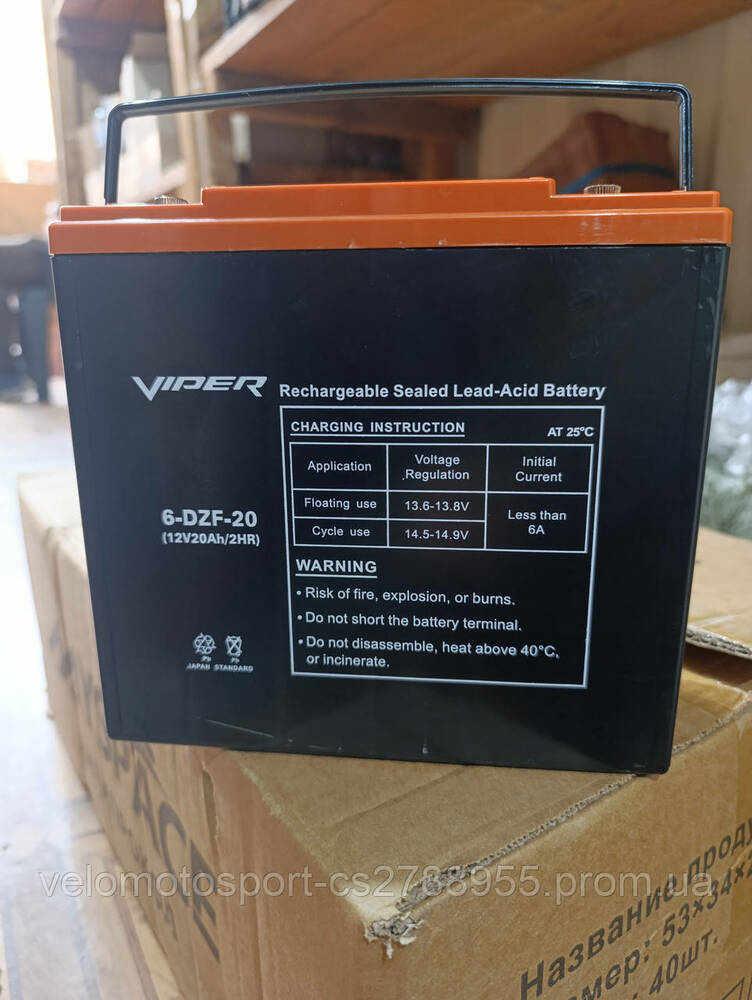 VIPER
Rechargeable Sealed Lead-Acid Battery
CHARGING INSTRUCTION AT 25°C
Application Voltage Regulation Initial Current
Floating use 13.6-13.8V Less than 6A
Cycle use 14.5-14.9V
6-DZF-20
(12V20Ah/2HR)
WARNING
• Risk of fire, explosion, or burns.
• Do not short the battery terminal.
• Do not disassemble, heat above 40°C,
or incinerate.
Pb Pb
JAPAN STANDARD
velomotosport-cs2788955.prom.ua
Название
53×34×
40шт.